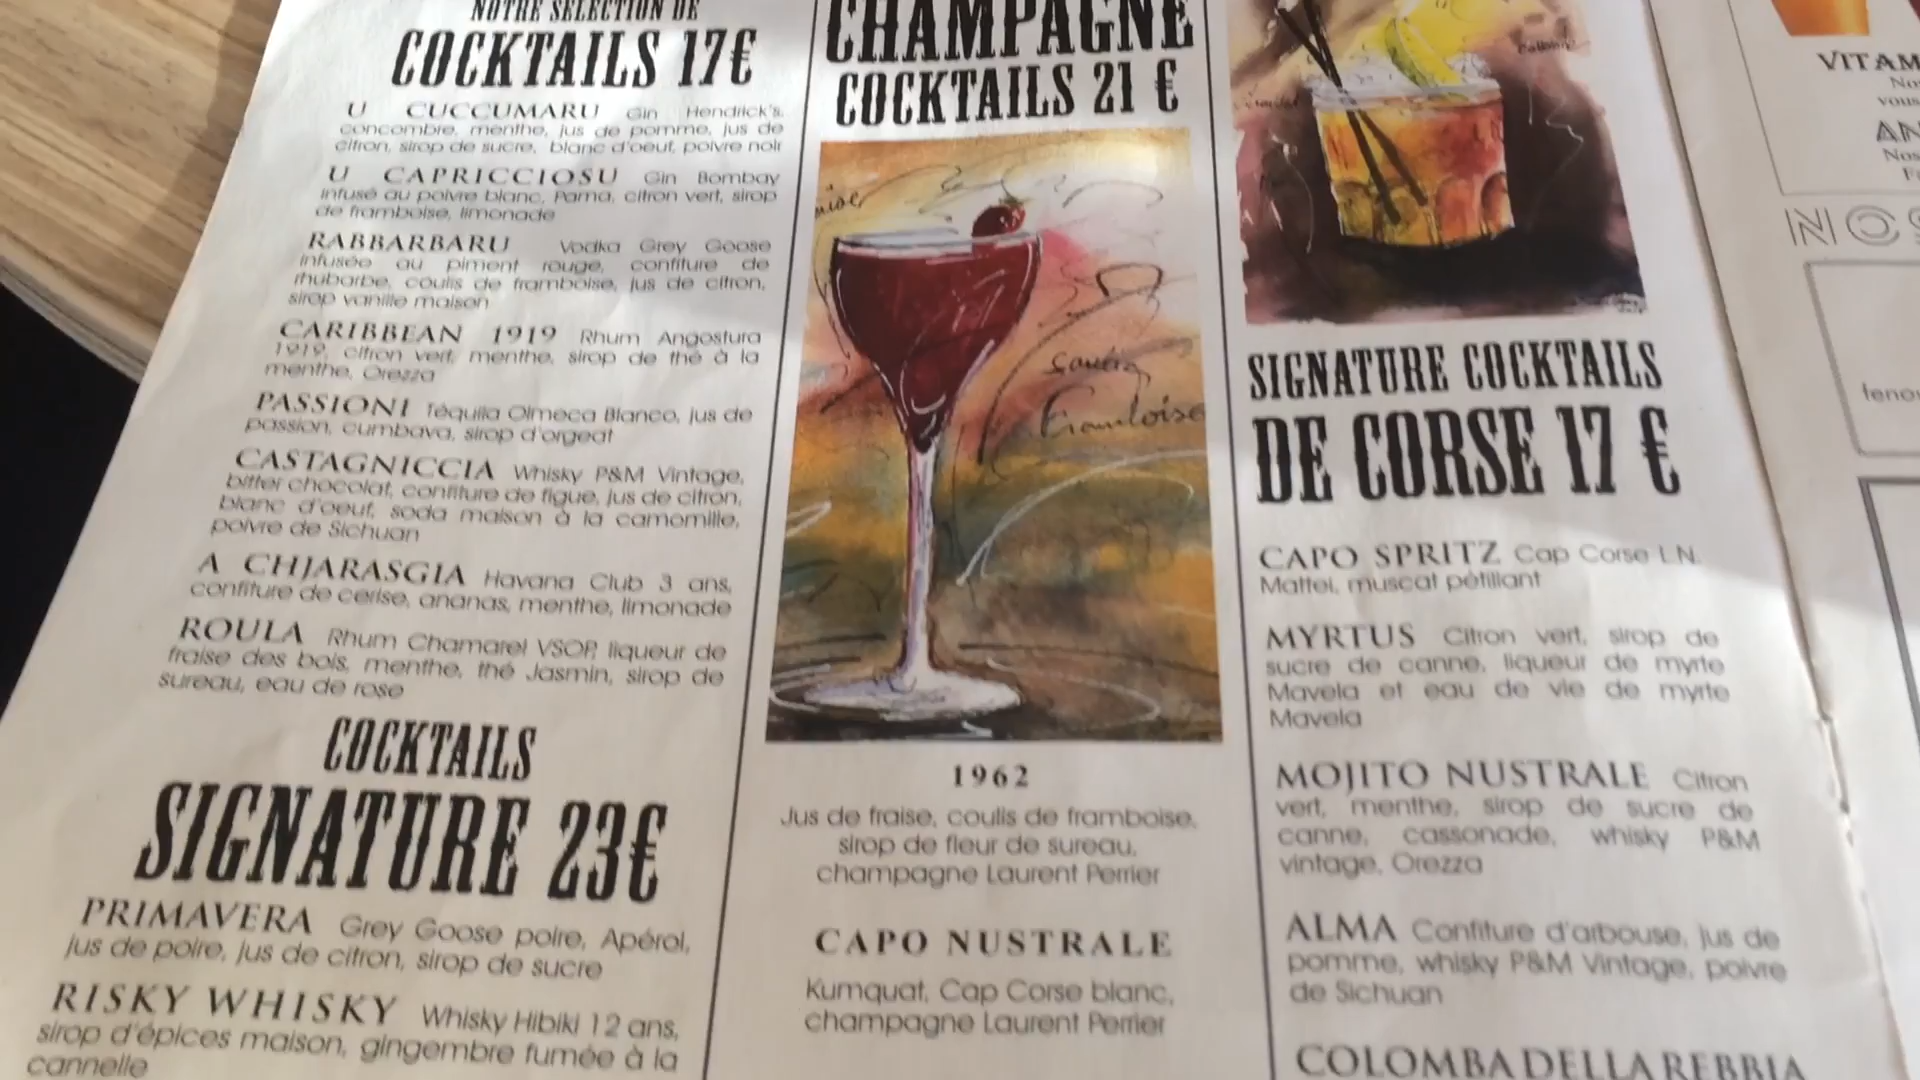 NOTRE SÉLECTION DE
COCKTAILS 17€
U CUCCUMARU Gin Hendrick's,
concombre, menthe, jus de pomme, jus de
citron, sirop de sucre, blanc d'oeuf, poivre noir
U CAPRICCIOSU Gin Bombay
infusé au poivre blanc, Pama, citron vert, sirop
de framboise, limonade
RABBARBARU Vodka Grey Goose
infusée au piment rouge, confiture de
rhubarbe, coulis de framboise, jus de citron,
sirop vanille maison
CARIBBEAN 1919 Rhum Angostura
1919, citron vert, menthe, sirop de thé à la
menthe, Orezza
PASSIONI Téquila Olmeca Blanco, jus de
passion, cumbava, sirop d'orgeat
CASTAGNICCIA Whisky P&M Vintage,
bitter chocolat, confiture de figue, jus de citron,
blanc d'oeuf, soda maison à la camomille,
poivre de Sichuan
A CHJARASGIA Havana Club 3 ans,
confiture de cerise, ananas, menthe, limonade
ROULA Rhum Chamarel VSOP, liqueur de
fraise des bois, menthe, thé Jasmin, sirop de
sureau, eau de rose
COCKTAILS
SIGNATURE 23€
PRIMAVERA Grey Goose poire, Apérol,
jus de poire, jus de citron, sirop de sucre
RISKY WHISKY Whisky Hibiki 12 ans,
sirop d'épices maison, gingembre fumée à la
cannelle
CHAMPAGNE
COCKTAILS 21 €
Framboise
1962
Jus de fraise, coulis de framboise,
sirop de fleur de sureau,
champagne Laurent Perrier
CAPO NUSTRALE
Kumquat, Cap Corse blanc,
champagne Laurent Perrier
SIGNATURE COCKTAILS
DE CORSE 17 €
CAPO SPRITZ Cap Corse L.N.
Mattei, muscat pétillant
MYRTUS Citron vert, sirop de
sucre de canne, liqueur de myrte
Mavela et eau de vie de myrte
Mavela
MOJITO NUSTRALE Citron
vert, menthe, sirop de sucre de
canne, cassonade, whisky P&M
vintage, Orezza
ALMA Confiture d'arbouse, jus de
pomme, whisky P&M Vintage, poivre
de Sichuan
COLOMBA DELLA REBBIA
VITAM
Nos
vous
AN
Nos
NOS